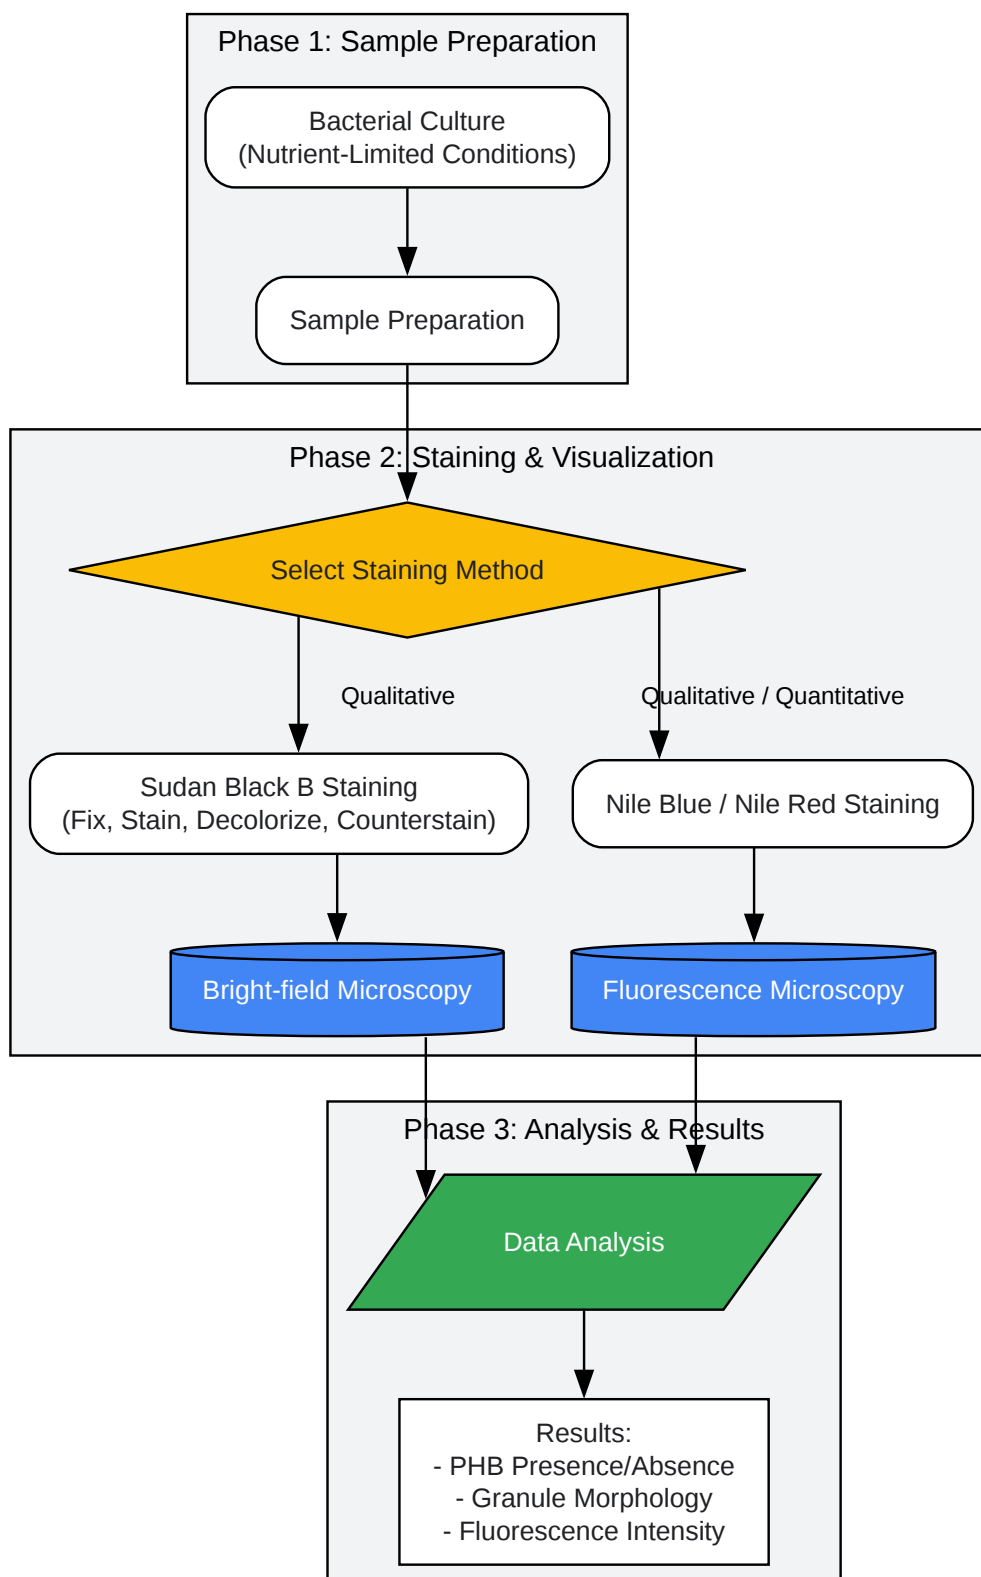 Phase 1: Sample Preparation
Bacterial Culture
(Nutrient-Limited Conditions)
Sample Preparation
Phase 2: Staining & Visualization
Select Staining Method
Qualitative
Qualitative / Quantitative
Sudan Black B Staining
(Fix, Stain, Decolorize, Counterstain)
Nile Blue / Nile Red Staining
Bright-field Microscopy
Fluorescence Microscopy
Phase 3: Analysis & Results
Data Analysis
Results:
- PHB Presence/Absence
- Granule Morphology
- Fluorescence Intensity